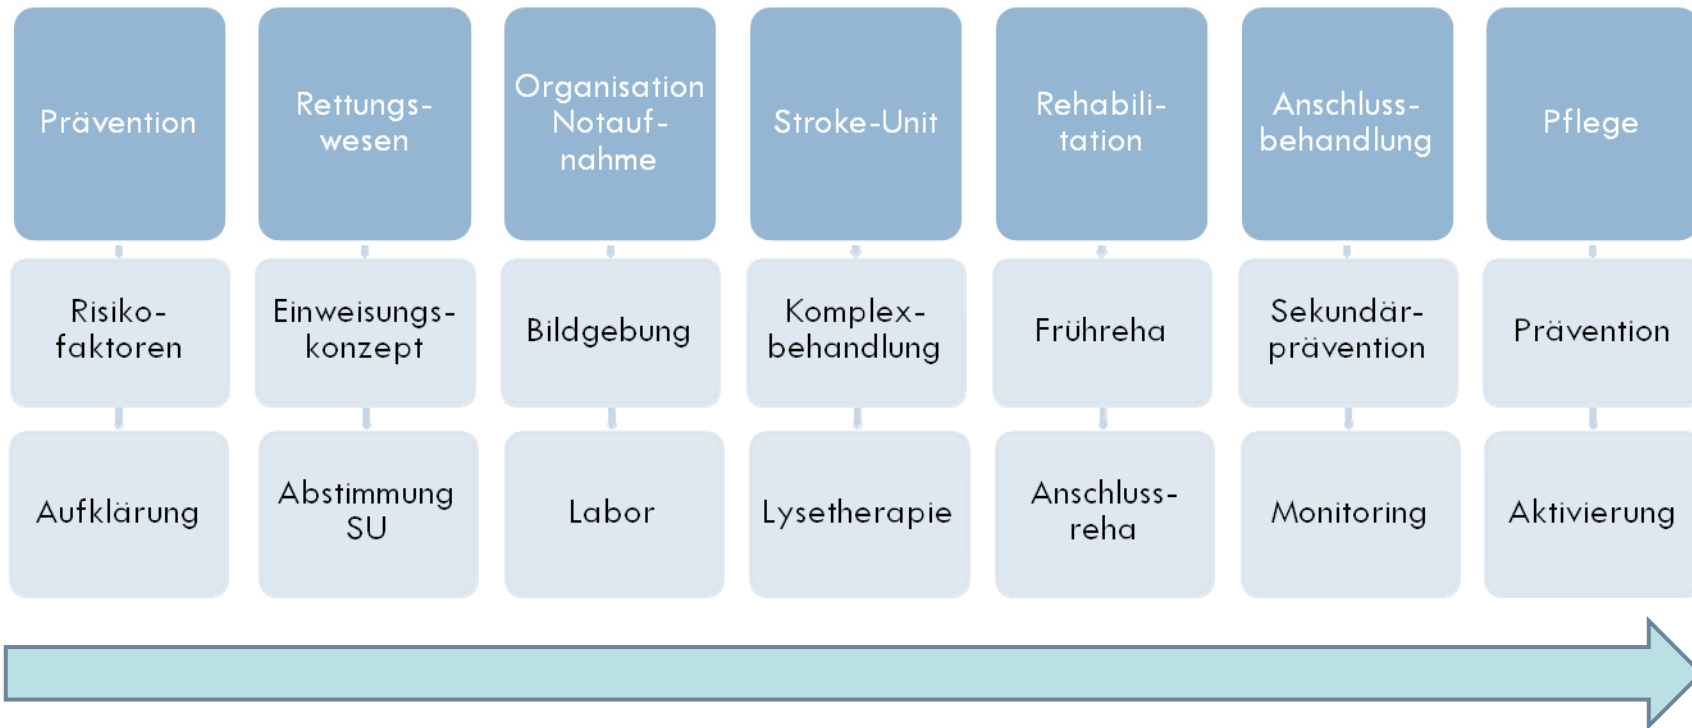 Prävention
Rettungs-
wesen
Organisation
Notauf-
nahme
Stroke-Unit
Rehabili-
tation
Anschluss-
behandlung
Pflege
Risiko-
faktoren
Einweisungs-
konzept
Bildgebung
Komplex-
behandlung
Frühreha
Sekundär-
prävention
Prävention
Aufklärung
Abstimmung
SU
Labor
Lysetherapie
Anschluss-
reha
Monitoring
Aktivierung